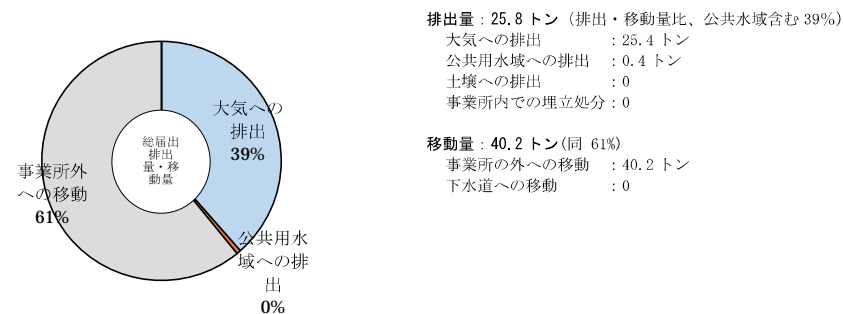 大気への
排出
39%
総届出
排出
量・移
動量
事業所外
への移動
61%
公共用水
域への排
出
0%
排出量：25.8 トン（排出・移動量比、公共水域含む 39%）
大気への排出　　　：25.4 トン
公共用水域への排出　：0.4 トン
土壌への排出　　　：0
事業所内での埋立処分：0
移動量：40.2 トン(同 61%)
事業所の外への移動　：40.2 トン
下水道への移動　　：0